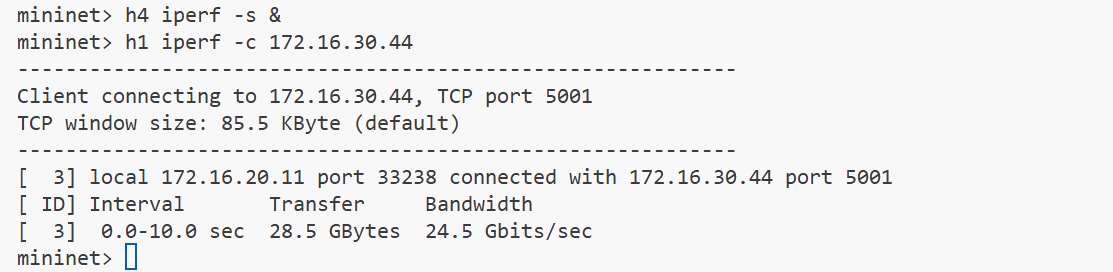 mininet> h4 iperf -s &
mininet> h1 iperf -c 172.16.30.44
------------------------------------------------------------
Client connecting to 172.16.30.44, TCP port 5001
TCP window size: 85.5 KByte (default)
------------------------------------------------------------
[  3] local 172.16.20.11 port 33238 connected with 172.16.30.44 port 5001
[ ID] Interval       Transfer     Bandwidth
[  3]  0.0-10.0 sec  28.5 GBytes  24.5 Gbits/sec
mininet>